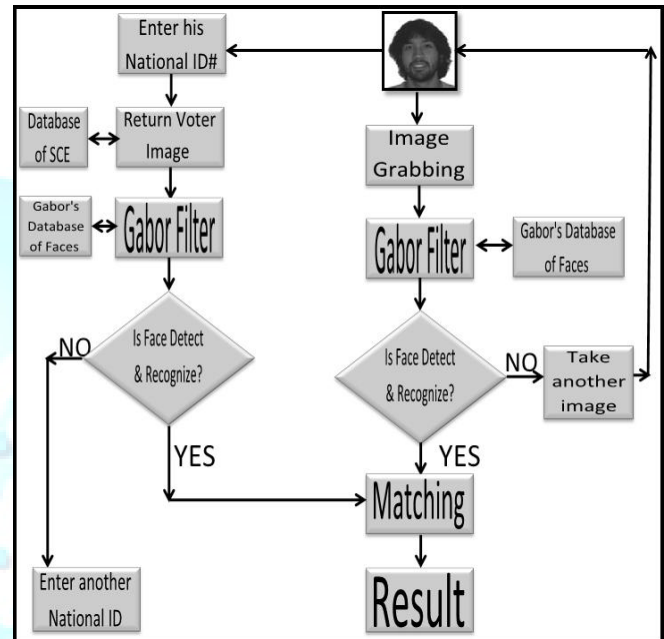 Enter his
National ID#
Database
of SCE
Return Voter
Image
Gabor's
Database
of Faces
Gabor Filter
Is Face Detect
& Recognize?
NO
YES
Enter another
National ID
Image
Grabbing
Gabor Filter
Gabor's Database
of Faces
Is Face Detect
& Recognize?
NO
Take
another
image
YES
Matching
Result